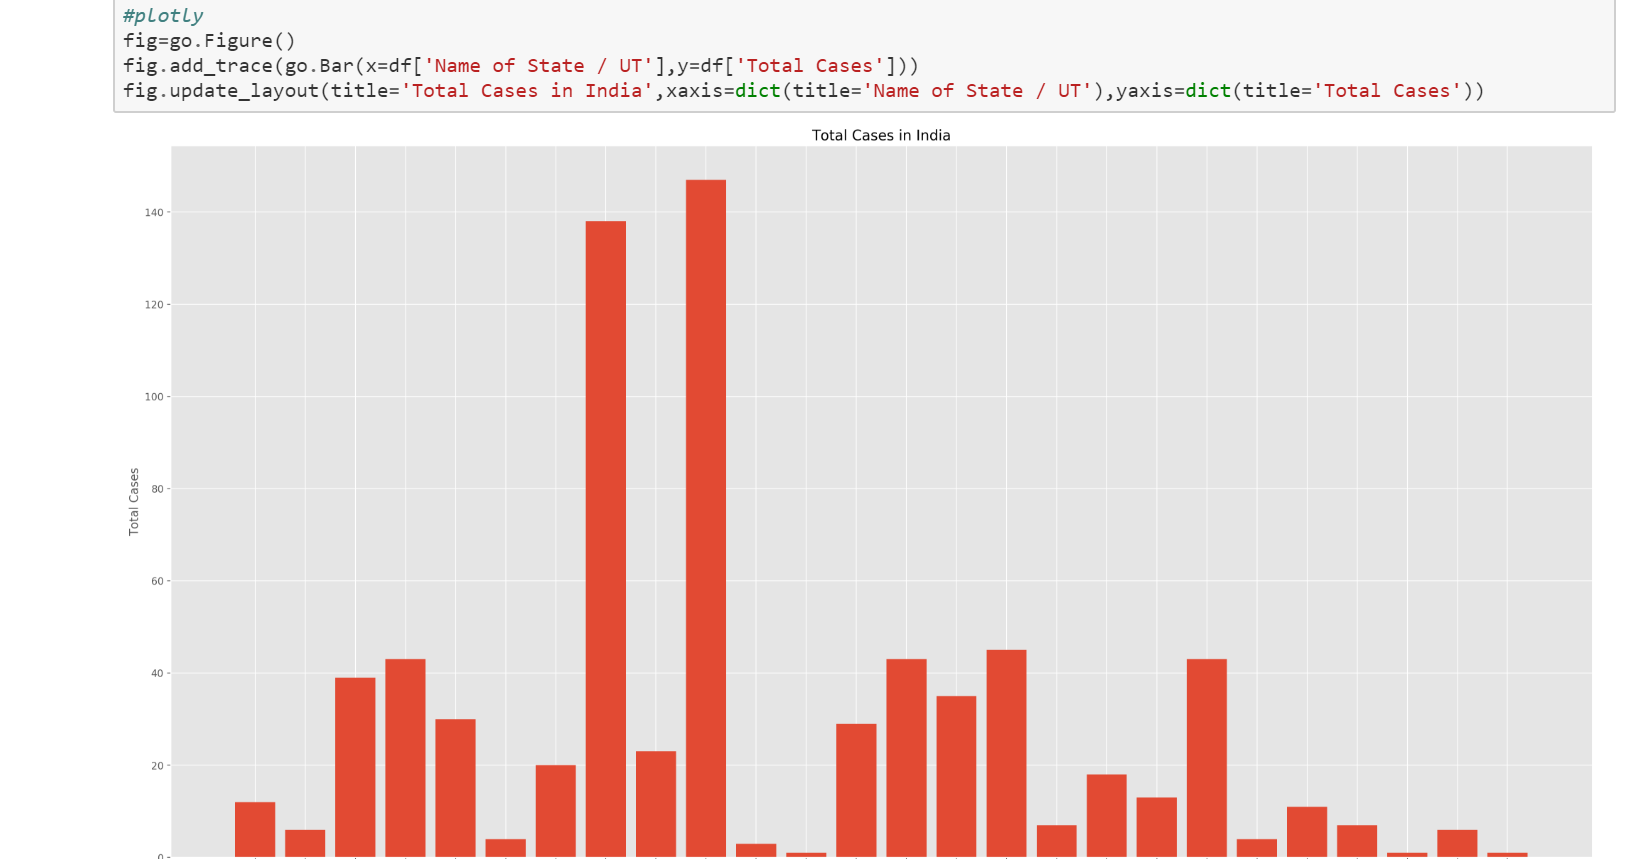 #plotly
fig=go.Figure()
fig.add_trace(go.Bar(x=df['Name of State / UT'],y=df['Total Cases']))
fig.update_layout(title='Total Cases in India',xaxis=dict(title='Name of State / UT'),yaxis=dict(title='Total Cases'))
Total Cases in India
140
120
100
80
60
40
20
0
Total Cases